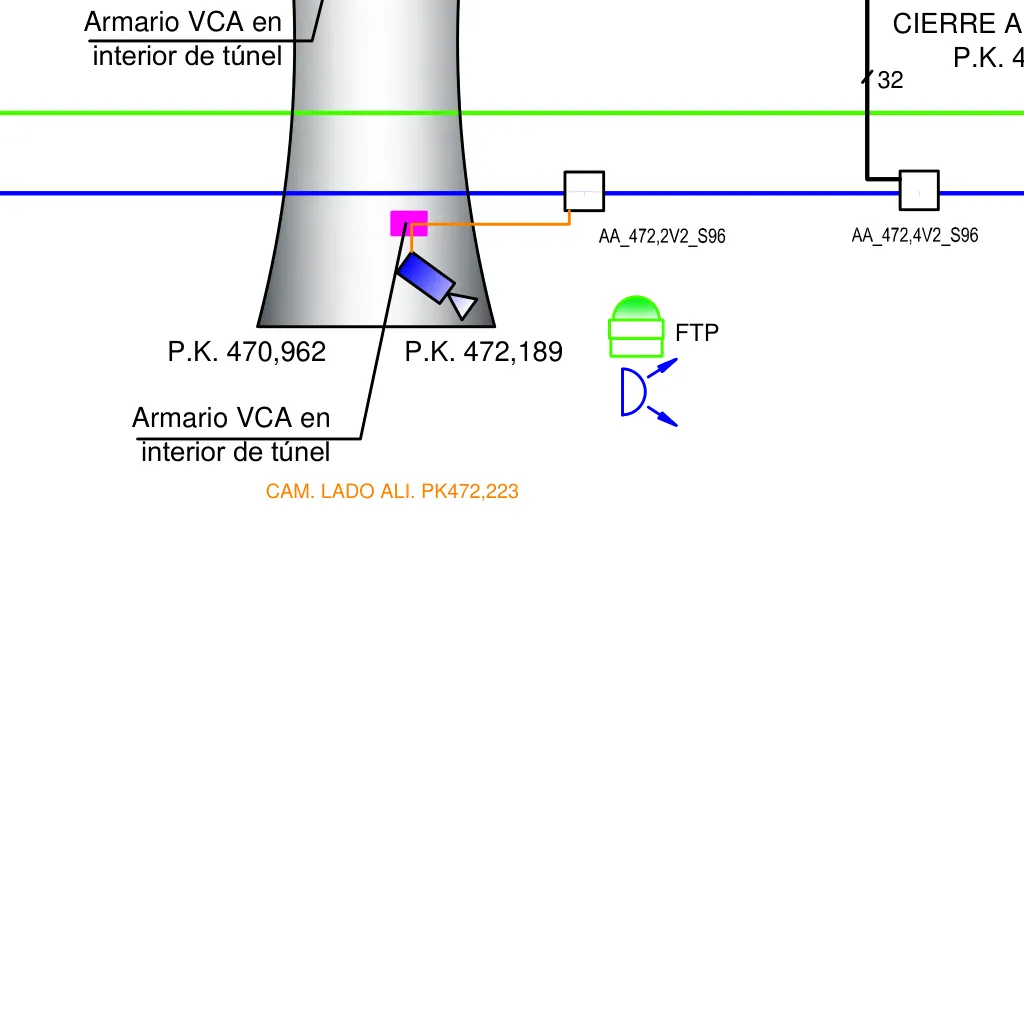 Armario VCA en
interior de túnel
CIERRE A
P.K. 4
32
AA_472,2V2_S96
AA_472,4V2_S96
FTP
P.K. 470,962
P.K. 472,189
Armario VCA en
interior de túnel
CAM. LADO ALI. PK472,223